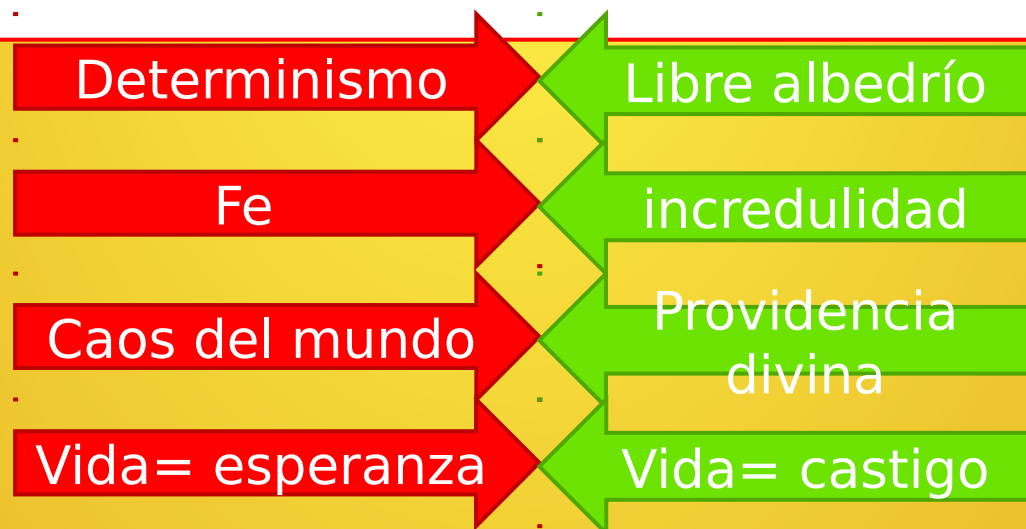 Determinismo
Libre albedrío
Fe
incredulidad
Caos del mundo
Providencia
divina
Vida= esperanza
Vida= castigo